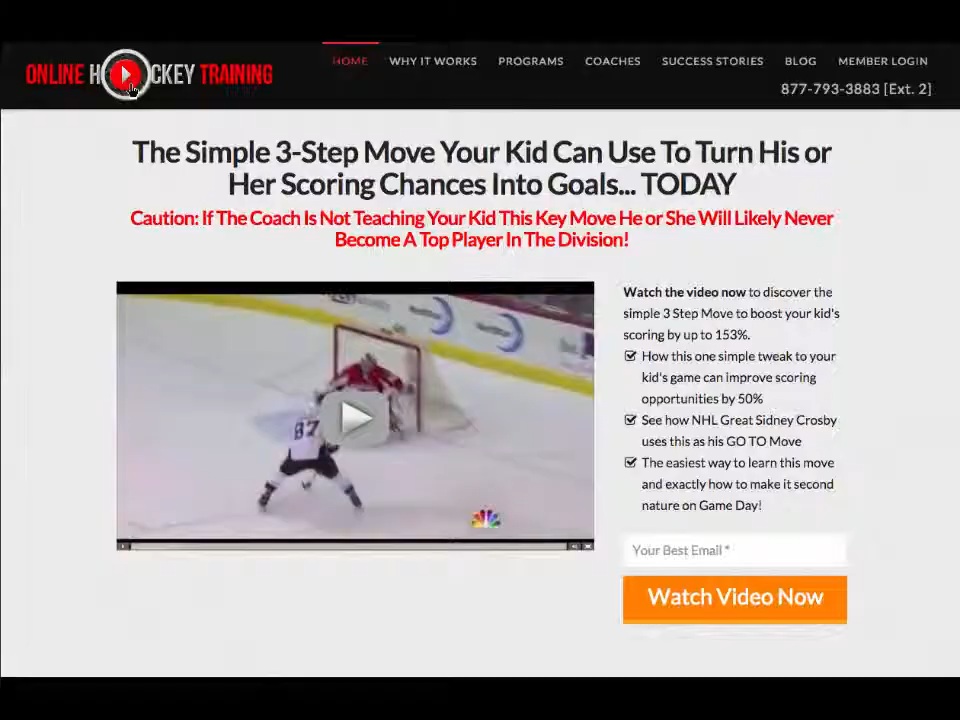 ONLINE HOCKEY TRAINING
HOME WHY IT WORKS PROGRAMS COACHES SUCCESS STORIES BLOG MEMBER LOGIN
877-793-3883 [Ext. 2]
The Simple 3-Step Move Your Kid Can Use To Turn His or
Her Scoring Chances Into Goals... TODAY
Caution: If The Coach Is Not Teaching Your Kid This Key Move He or She Will Likely Never
Become A Top Player In The Division!
87
Watch the video now to discover the
simple 3 Step Move to boost your kid's
scoring by up to 153%.
How this one simple tweak to your
kid's game can improve scoring
opportunities by 50%
See how NHL Great Sidney Crosby
uses this as his GO TO Move
The easiest way to learn this move
and exactly how to make it second
nature on Game Day!
Your Best Email *
Watch Video Now